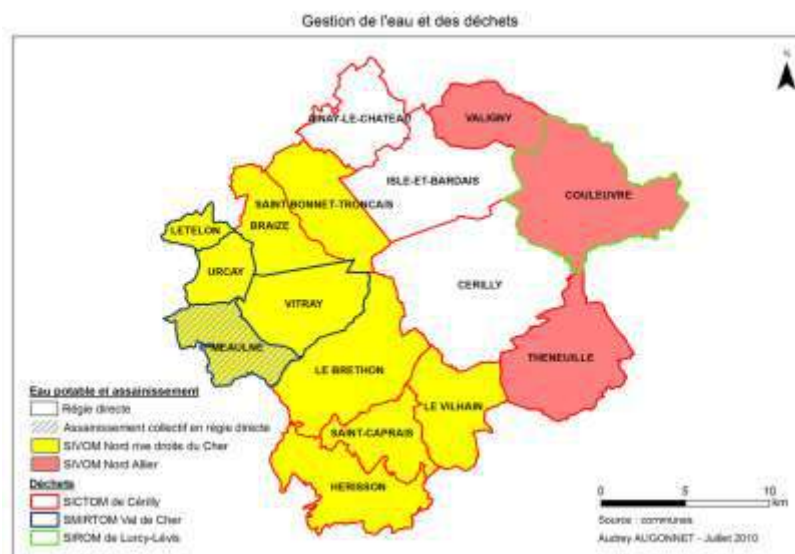 Gestion de l'eau et des déchets
N
AINAY-LE-CHATEAU
VALIGNY
ISLE-ET-BARDAIS
COULEUVRE
SAINT-BONNET-TRONCAIS
LETELON
BRAIZE
URCAY
CERILLY
VITRAY
MEAULNE
THENEUILLE
LE BRETHON
LE VILHAIN
SAINT-CAPRAIS
HERISSON
Eau potable et assainissement
Régie directe
Assainissement collectif en régie directe
SIVOM Nord rive droite du Cher
SIVOM Nord Allier
Déchets
SICTOM de Cérilly
SMIRTOM Val de Cher
SIROM de Lurcy-Lévis
0 5 10
km
Source : communes
Audrey AUGONNET - Juillet 2010